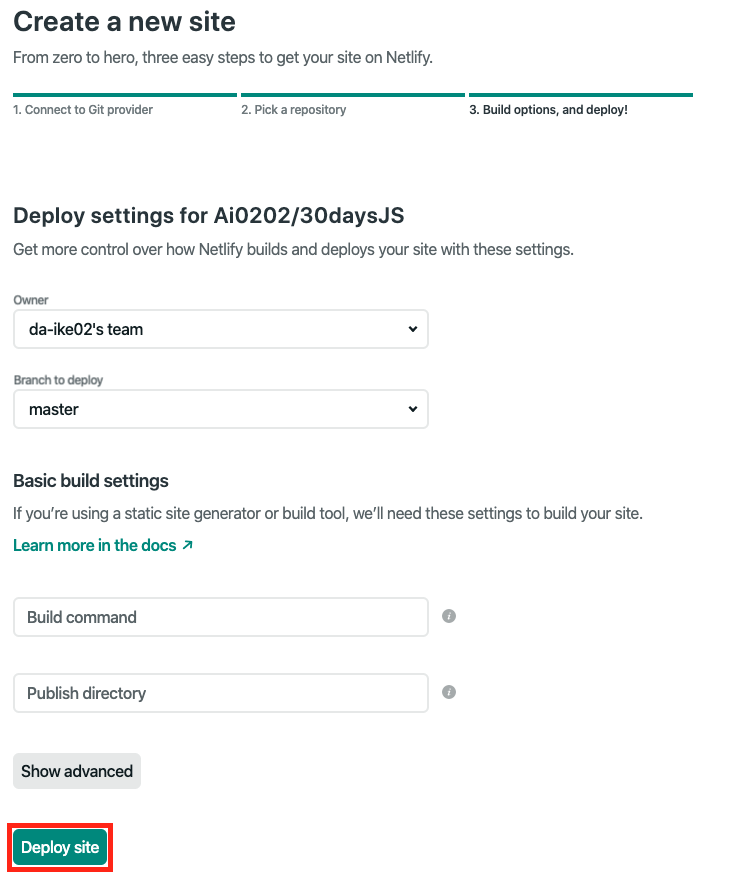 Create a new site
From zero to hero, three easy steps to get your site on Netlify.
1. Connect to Git provider
2. Pick a repository
3. Build options, and deploy!
Deploy settings for Ai0202/30daysJS
Get more control over how Netlify builds and deploys your site with these settings.
Owner
da-ike02's team
Branch to deploy
master
Basic build settings
If you’re using a static site generator or build tool, we’ll need these settings to build your site.
Learn more in the docs ↗
Build command
Publish directory
Show advanced
Deploy site